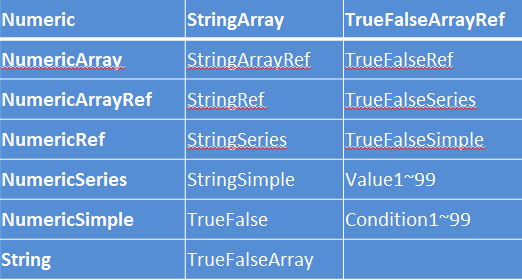 Numeric StringArray TrueFalseArrayRef
NumericArray StringArrayRef TrueFalseRef
NumericArrayRef StringRef TrueFalseSeries
NumericRef StringSeries TrueFalseSimple
NumericSeries StringSimple Value1~99
NumericSimple TrueFalse Condition1~99
String TrueFalseArray